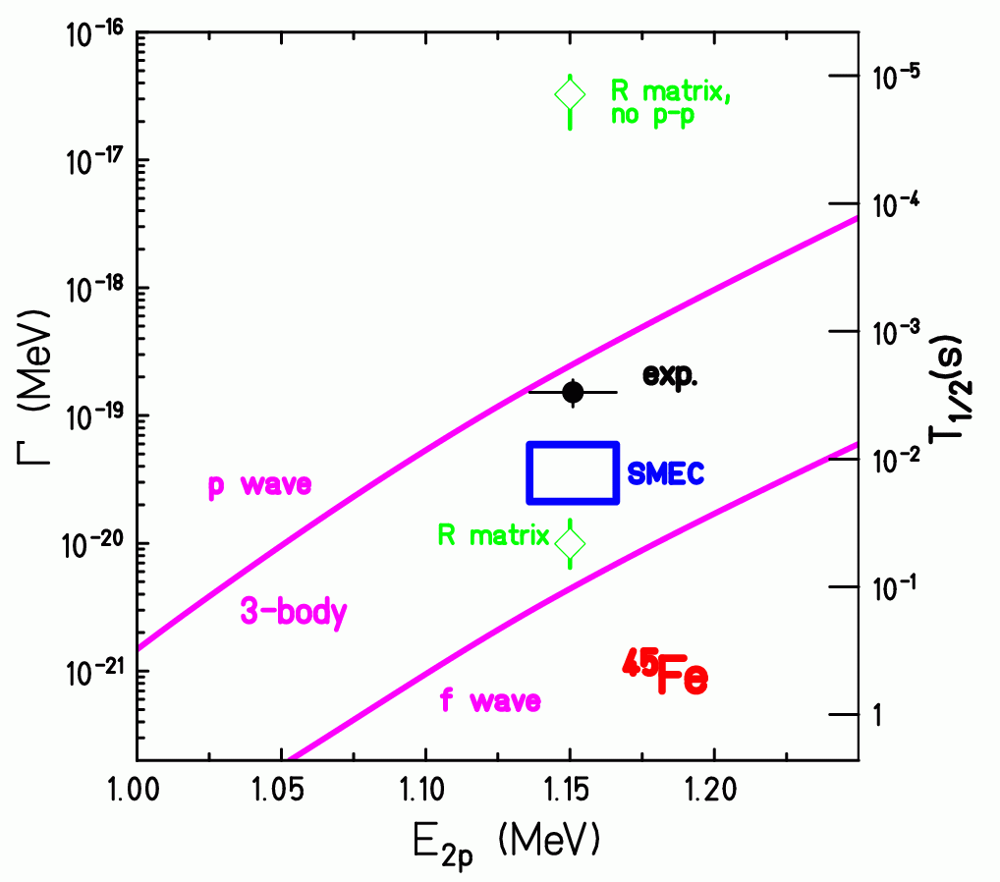 10⁻¹⁶
10⁻⁵
R matrix,
no p-p
10⁻¹⁷
10⁻⁴
10⁻¹⁸
10⁻³
exp.
Γ (MeV)
T₁/₂(s)
10⁻¹⁹
10⁻²
p wave
SMEC
R matrix
10⁻²⁰
10⁻¹
3-body
⁴⁵Fe
10⁻²¹
f wave
1
1.00 1.05 1.10 1.15 1.20
E₂ₚ (MeV)